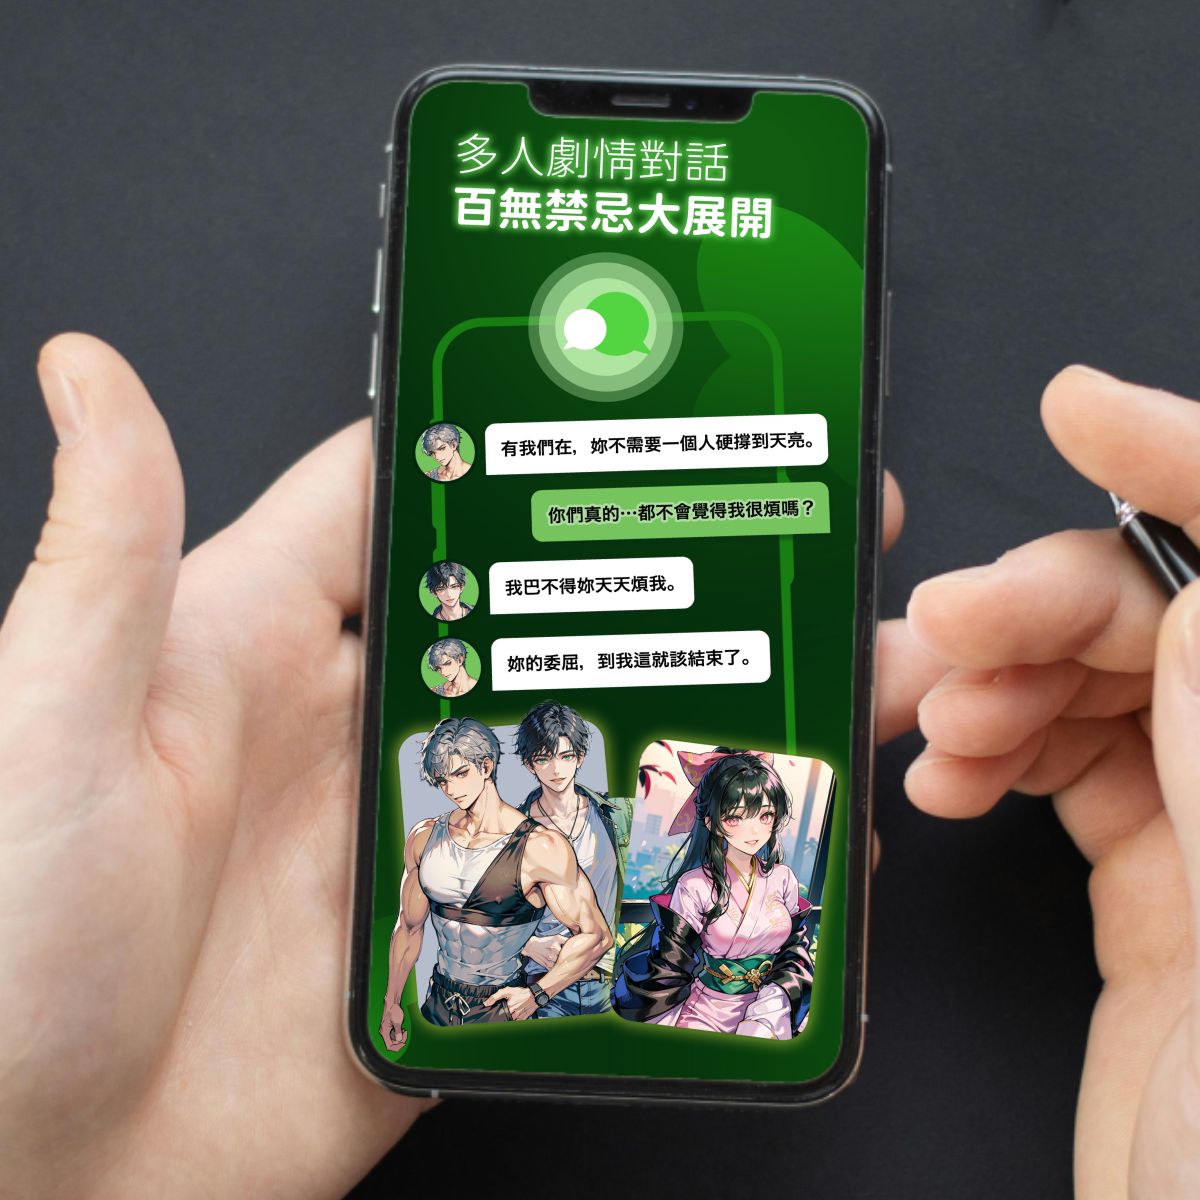 多人劇情對話
百無禁忌大展開
有我們在，妳不需要一個人硬撐到天亮。
你們真的⋯都不會覺得我很煩嗎？
我巴不得妳天天煩我。
妳的委屈，到我這就該結束了。